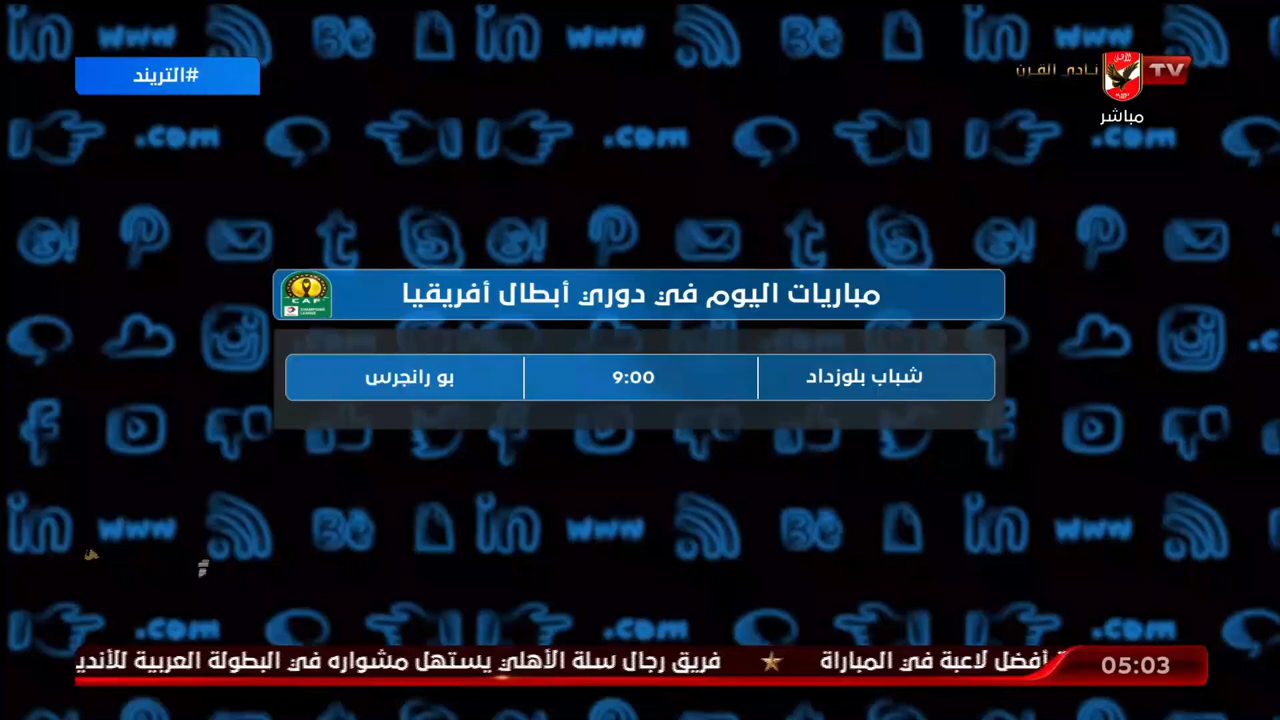 #التريند
نادي القرن
TV
مباشر
مباريات اليوم في دوري أبطال أفريقيا
CAF
شباب بلوزداد
9:00
بو رانجرس
أفضل لاعبة في المباراة
فريق رجال سلة الأهلي يستهل مشواره في البطولة العربية
05:03